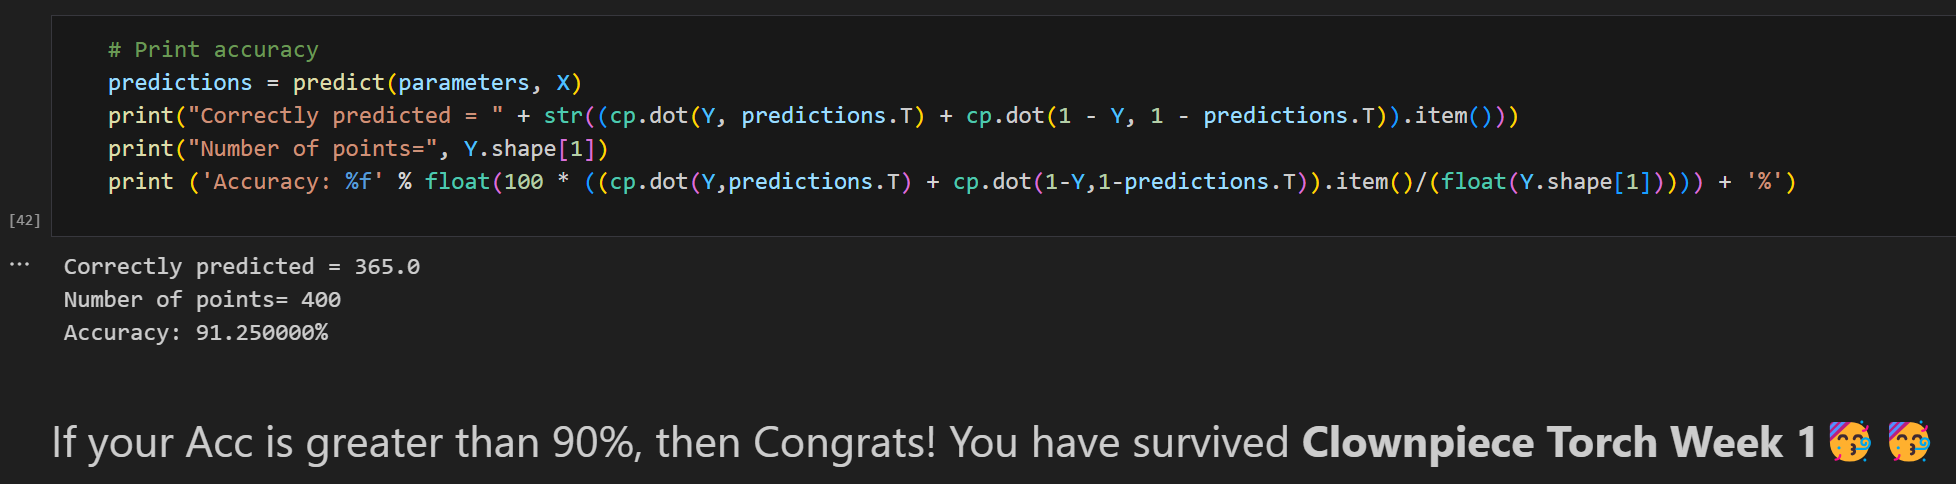 # Print accuracy
predictions = predict(parameters, X)
print("Correctly predicted = " + str((cp.dot(Y, predictions.T) + cp.dot(1 - Y, 1 - predictions.T)).item()))
print("Number of points=", Y.shape[1])
print ('Accuracy: %f' % float(100 * ((cp.dot(Y,predictions.T) + cp.dot(1-Y,1-predictions.T)).item()/(float(Y.shape[1])))) + '%')
[42]
···
Correctly predicted = 365.0
Number of points= 400
Accuracy: 91.250000%
If your Acc is greater than 90%, then Congrats! You have survived Clownpiece Torch Week 1🥳 🥳